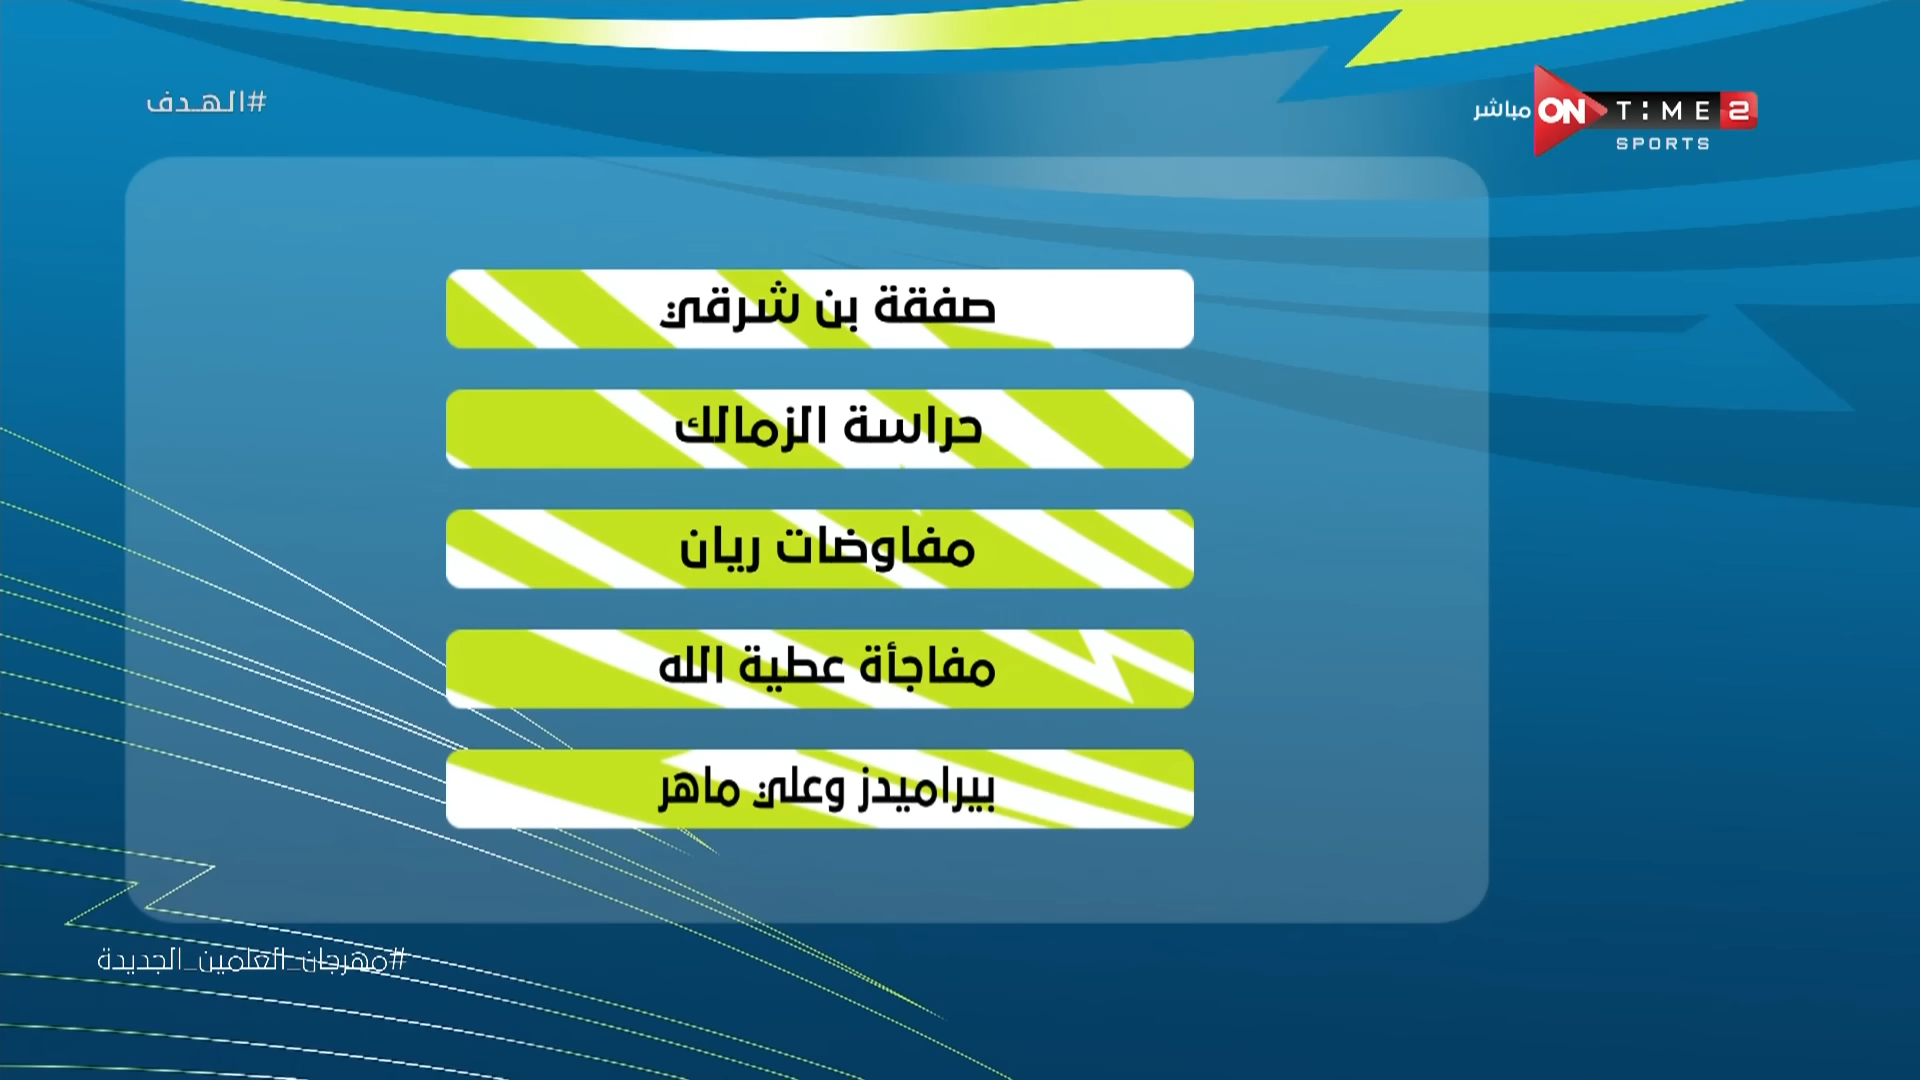 #الهدف
مباشر ON TIME 2
SPORTS
صفقة بن شرقي
حراسة الزمالك
مفاوضات ريان
مفاجأة عطية الله
بيراميدز وعلي ماهر
#مهرجان_العلمين_الجديدة